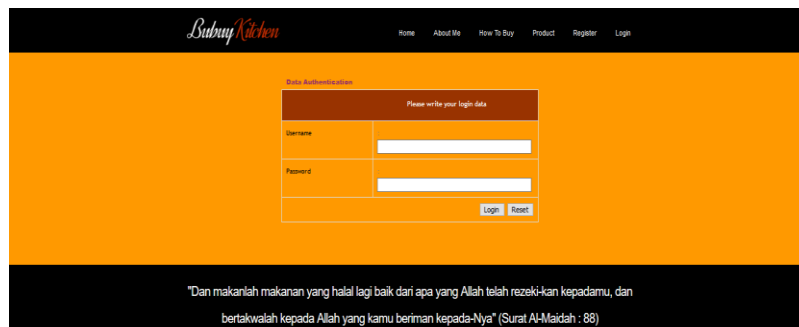 Bubuy Kitchen
Home About Me How To Buy Product Register Login
Data Authentication
Please write your login data
Username
Password
Login Reset
"Dan makanlah makanan yang halal lagi baik dari apa yang Allah telah rezeki-kan kepadamu, dan
bertakwalah kepada Allah yang kamu beriman kepada-Nya" (Surat Al-Maidah : 88)